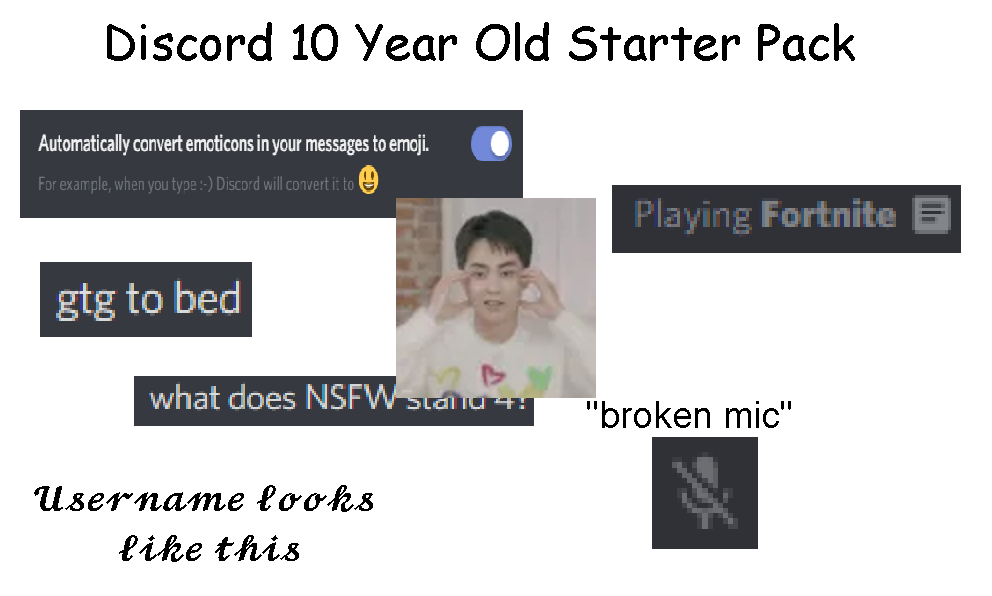 Discord 10 Year Old Starter Pack
Automatically convert emoticons in your messages to emoji.
For example, when you type :-) Discord will convert it to 😃
Playing Fortnite
gtg to bed
what does NSFW stand 4?
"broken mic"
Username looks
like this